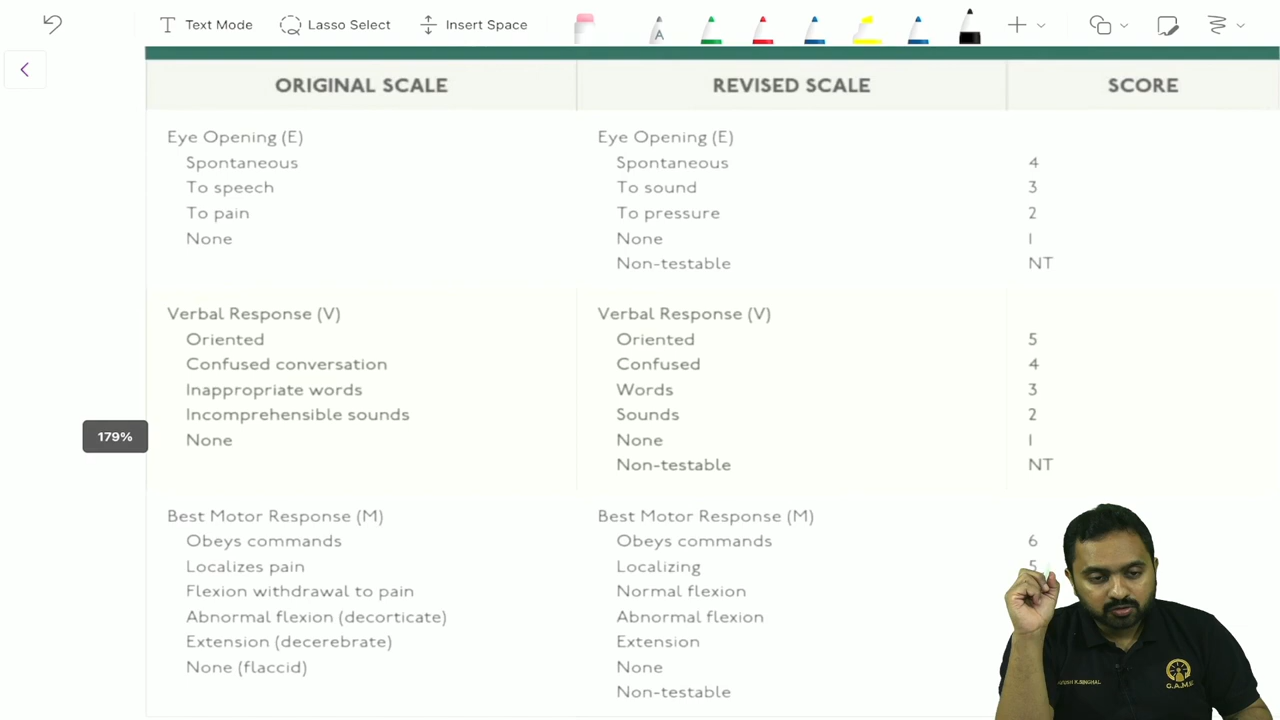 Text Mode Lasso Select Insert Space A
ORIGINAL SCALE REVISED SCALE SCORE
Eye Opening (E) Eye Opening (E)
Spontaneous Spontaneous 4
To speech To sound 3
To pain To pressure 2
None None 1
Non-testable NT
Verbal Response (V) Verbal Response (V)
Oriented Oriented 5
Confused conversation Confused 4
Inappropriate words Words 3
Incomprehensible sounds Sounds 2
179%
None None 1
Non-testable NT
Best Motor Response (M) Best Motor Response (M)
Obeys commands Obeys commands 6
Localizes pain Localizing 5
Flexion withdrawal to pain Normal flexion
Abnormal flexion (decorticate) Abnormal flexion
Extension (decerebrate) Extension
None (flaccid) None
Non-testable
G.A.M.E